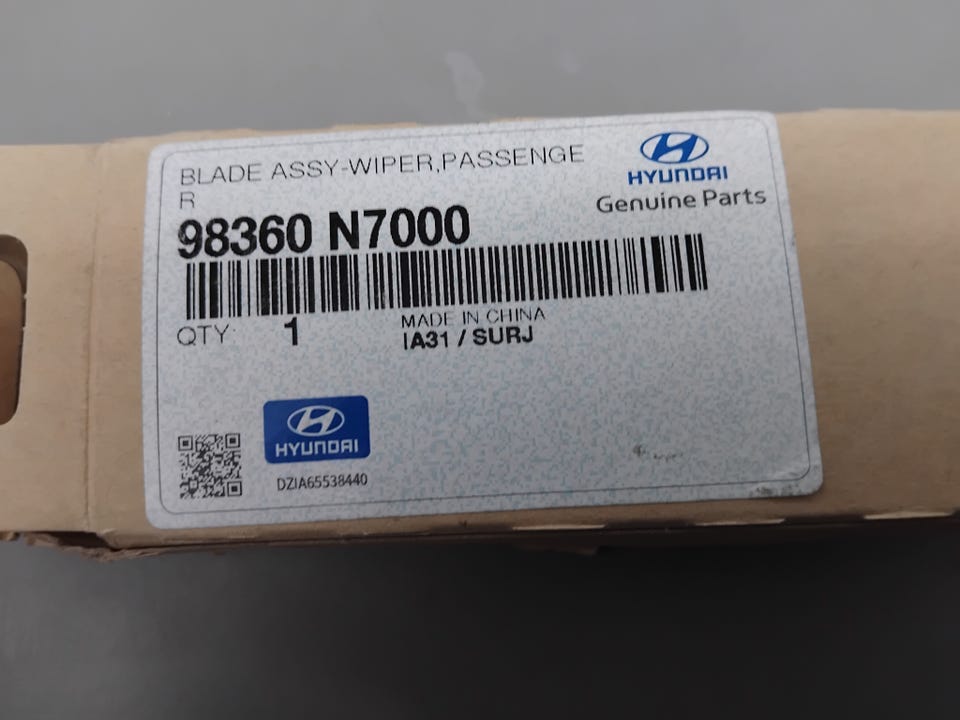 BLADE ASSY-WIPER,PASSENGE
R
HYUNDAI
Genuine Parts
98360 N7000
QTY 1
MADE IN CHINA
IA31 / SURJ
HYUNDAI
DZIA65538440